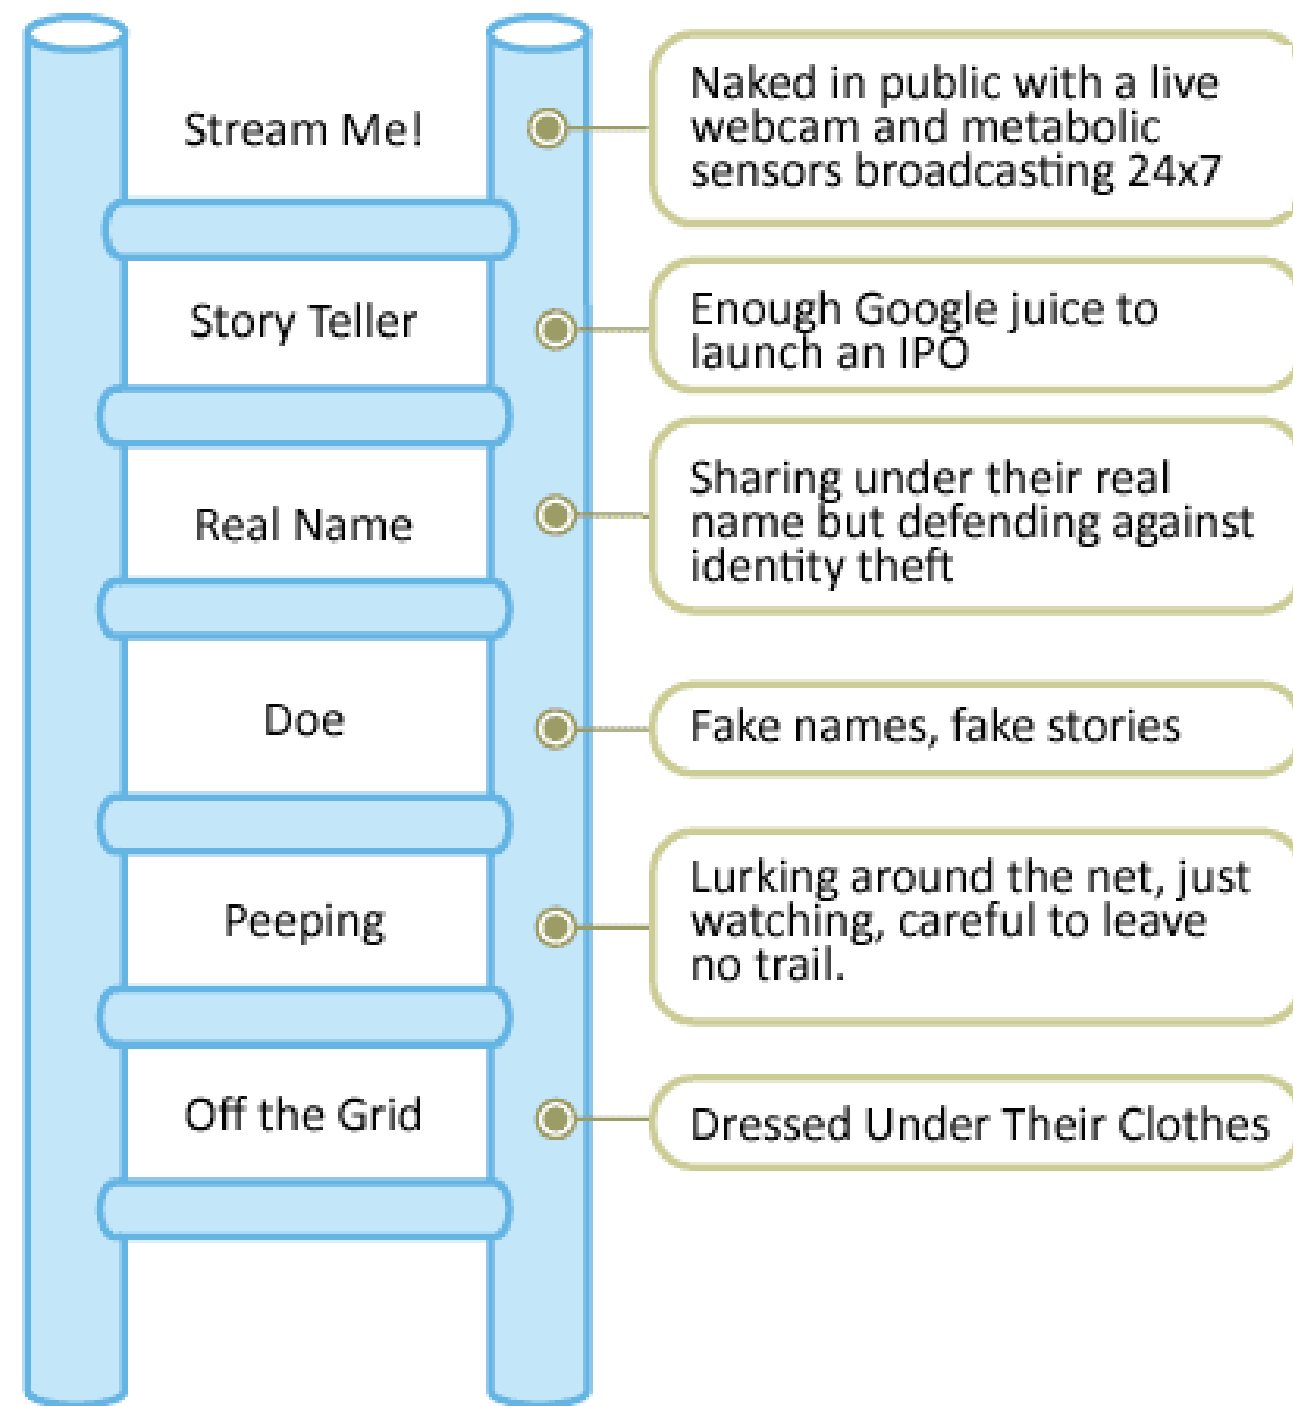 Stream Me!
Naked in public with a live
webcam and metabolic
sensors broadcasting 24x7
Story Teller
Enough Google juice to
launch an IPO
Real Name
Sharing under their real
name but defending against
identity theft
Doe
Fake names, fake stories
Peeping
Lurking around the net, just
watching, careful to leave
no trail.
Off the Grid
Dressed Under Their Clothes